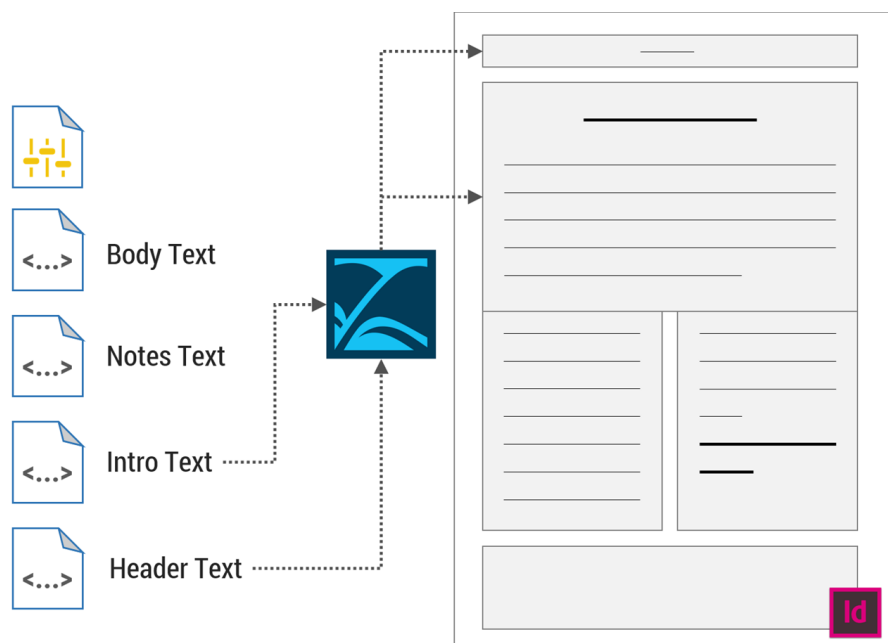 <...>
Body Text
<...>
Notes Text
<...>
Intro Text
<...>
Header Text
Id